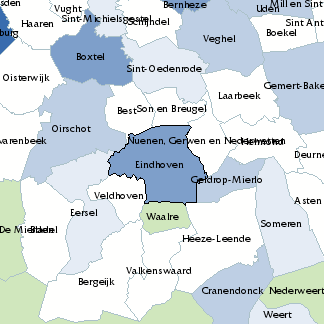 sden
Vught
Bernheze
Mill en Sint
Haaren
Sint-Michielsgestel
Schijndel
Uden
Sint Ant
burg
Boekel
Veghel
Boxtel
Sint-Oedenrode
Oisterwijk
Gemert-Bake
Laarbeek
Best
Son en Breugel
Oirschot
varenbeek
Nuenen, Gerwen en Nederwetten
Helmond
Deurne
Eindhoven
Geldrop-Mierlo
Veldhoven
Asten
Eersel
Waalre
Someren
De Mierden
Bladel
Heeze-Leende
Valkenswaard
Bergeijk
Cranendonck
Nederweert
Weert